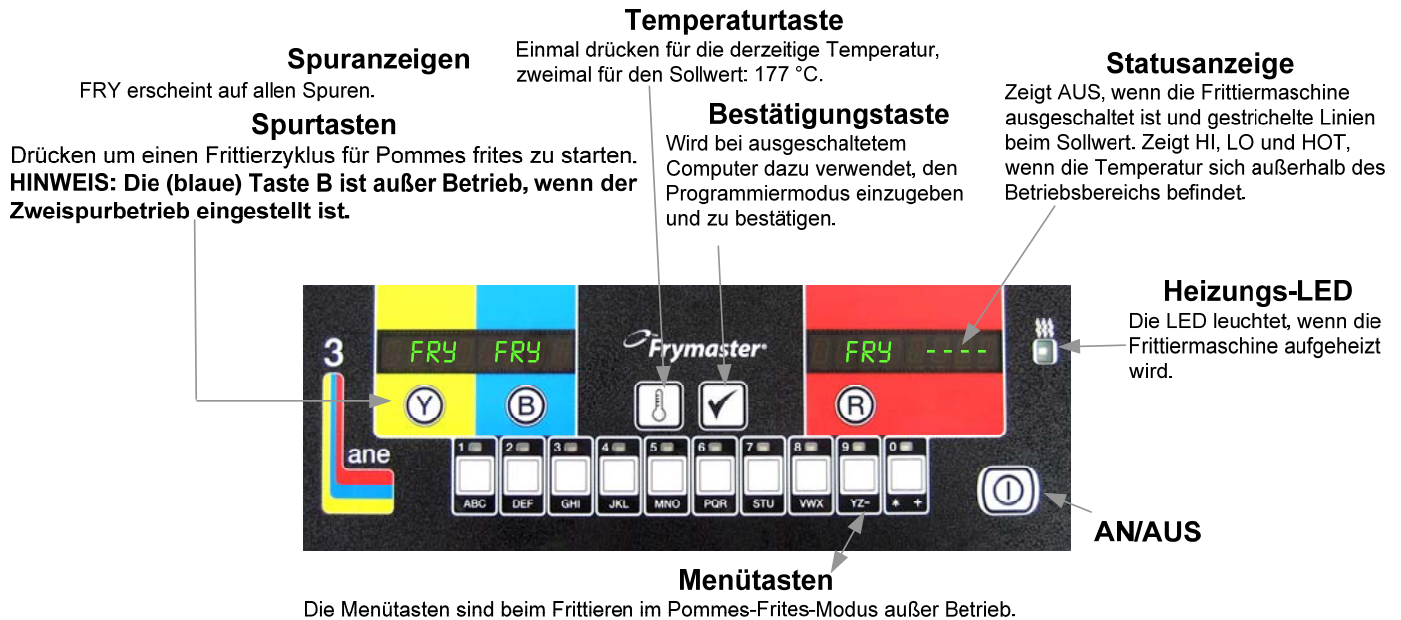 Temperaturtaste
Einmal drücken für die derzeitige Temperatur,
zweimal für den Sollwert: 177 °C.
Spuranzeigen
FRY erscheint auf allen Spuren.
Spurtasten
Drücken um einen Frittierzyklus für Pommes frites zu starten.
HINWEIS: Die (blaue) Taste B ist außer Betrieb, wenn der
Zweispurbetrieb eingestellt ist.
Bestätigungstaste
Wird bei ausgeschaltetem
Computer dazu verwendet, den
Programmiermodus einzugeben
und zu bestätigen.
Statusanzeige
Zeigt AUS, wenn die Frittiermaschine
ausgeschaltet ist und gestrichelte Linien
beim Sollwert. Zeigt HI, LO und HOT,
wenn die Temperatur sich außerhalb des
Betriebsbereichs befindet.
Heizungs-LED
Die LED leuchtet, wenn die
Frittiermaschine aufgeheizt
wird.
3
FRY FRY
Frymaster
FRY ----
Y B R
ane
1 2 3 4 5 6 7 8 9 0
ABC DEF GHI JKL MNO PQR STU VWX YZ- * +
AN/AUS
Menütasten
Die Menütasten sind beim Frittieren im Pommes-Frites-Modus außer Betrieb.